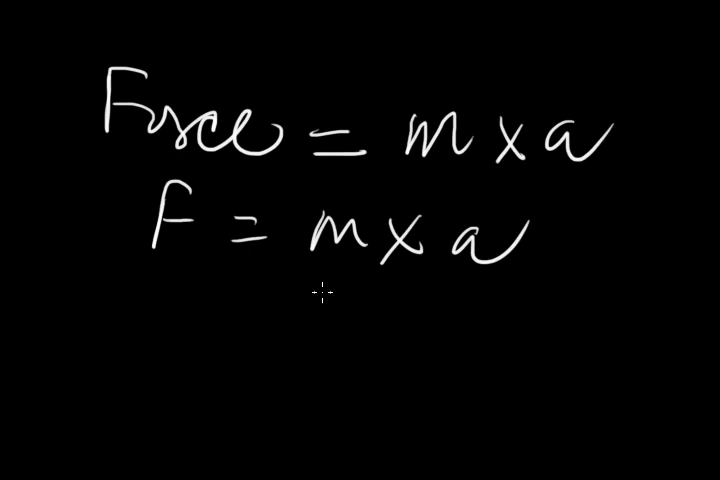 Force = m x a
F = m x a